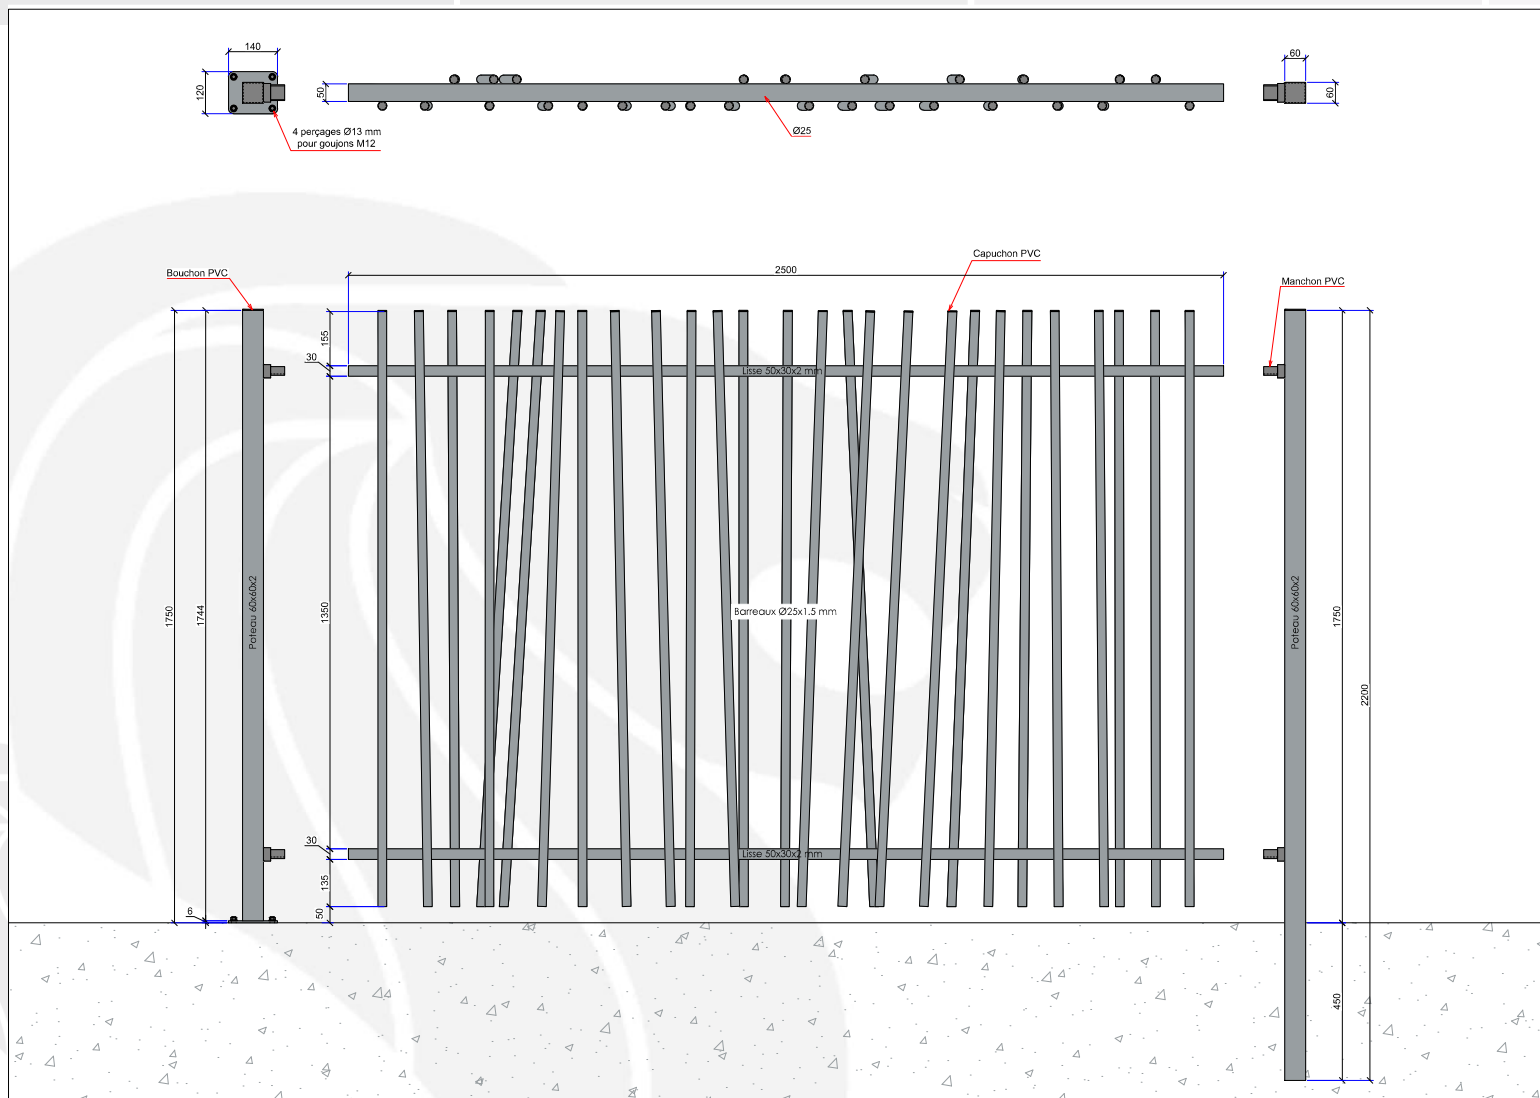 140
120
4 perçages Ø13 mm
pour goujons M12
50
Ø25
60
60
Bouchon PVC
2500
Capuchon PVC
Manchon PVC
155
30
Lisse 50x30x2 mm
1750
1744
Poteau 60x60x2
1350
Barreaux Ø25x1.5 mm
Poteau 60x60x2
1750
2200
30
Lisse 50x30x2 mm
135
6
50
450